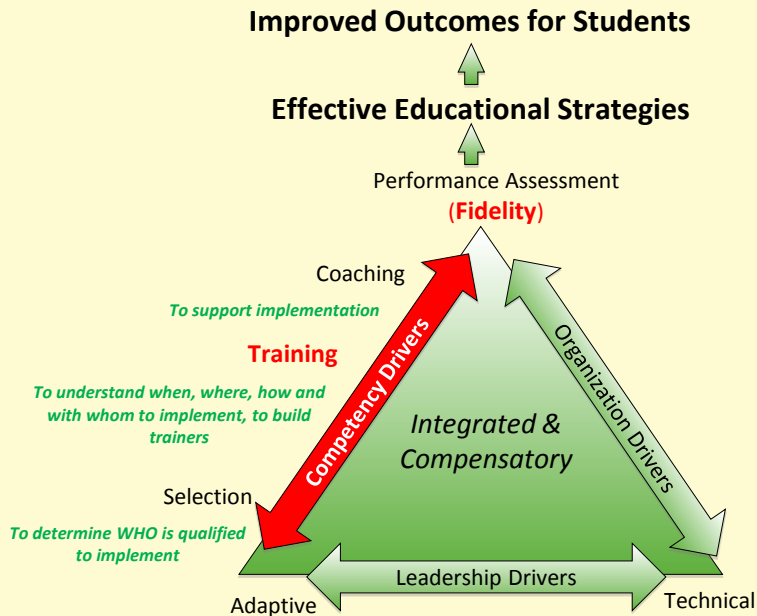 Improved Outcomes for Students
Effective Educational Strategies
Performance Assessment
(Fidelity)
Coaching
To support implementation
Training
To understand when, where, how and
with whom to implement, to build
trainers
Selection
To determine WHO is qualified
to implement
Competency Drivers
Organization Drivers
Integrated &
Compensatory
Leadership Drivers
Adaptive
Technical